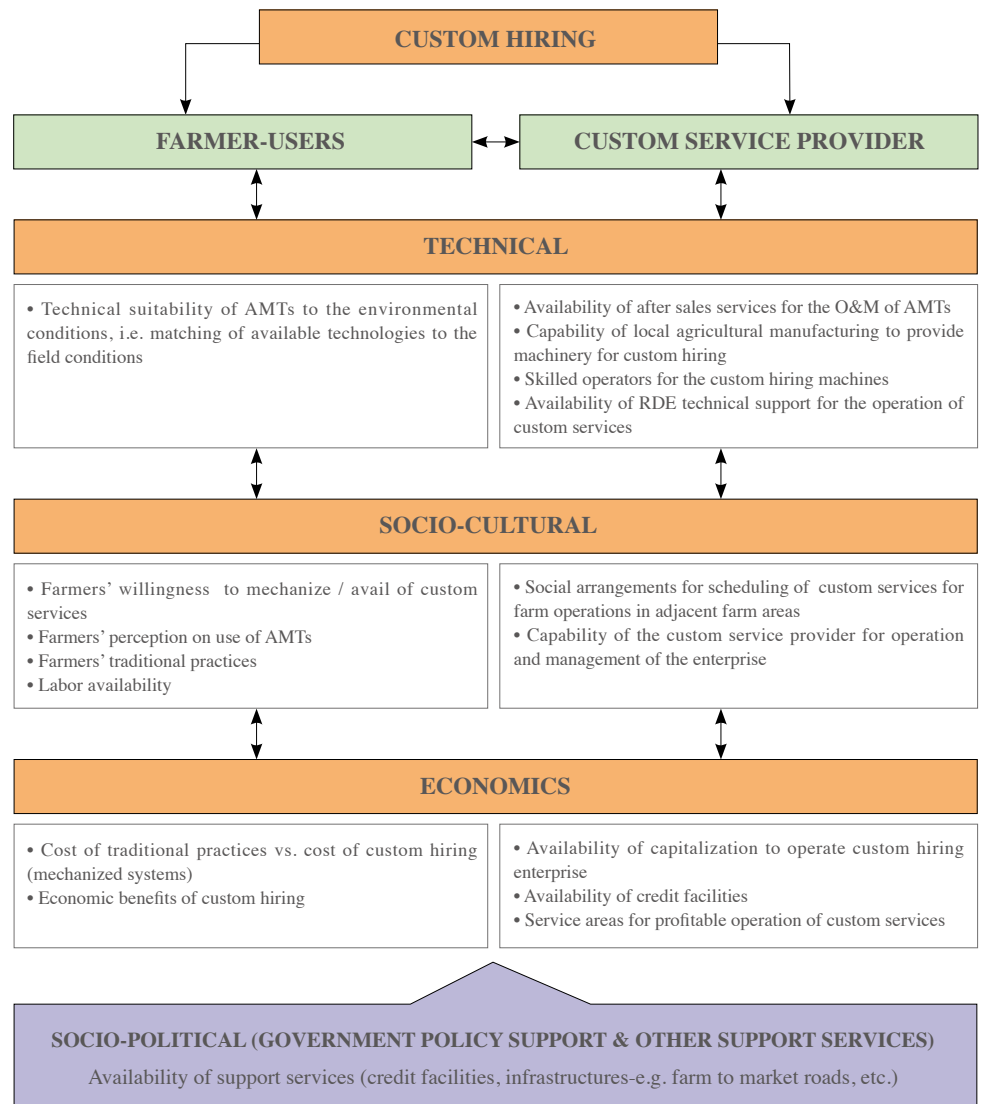 CUSTOM HIRING
FARMER-USERS
CUSTOM SERVICE PROVIDER
TECHNICAL
• Technical suitability of AMTs to the environmental
conditions, i.e. matching of available technologies to the
field conditions
• Availability of after sales services for the O&M of AMTs
• Capability of local agricultural manufacturing to provide
machinery for custom hiring
• Skilled operators for the custom hiring machines
• Availability of RDE technical support for the operation of
custom services
SOCIO-CULTURAL
• Farmers' willingness to mechanize / avail of custom
services
• Farmers' perception on use of AMTs
• Farmers' traditional practices
• Labor availability
• Social arrangements for scheduling of custom services for
farm operations in adjacent farm areas
• Capability of the custom service provider for operation
and management of the enterprise
ECONOMICS
• Cost of traditional practices vs. cost of custom hiring
(mechanized systems)
• Economic benefits of custom hiring
• Availability of capitalization to operate custom hiring
enterprise
• Availability of credit facilities
• Service areas for profitable operation of custom services
SOCIO-POLITICAL (GOVERNMENT POLICY SUPPORT & OTHER SUPPORT SERVICES)
Availability of support services (credit facilities, infrastructures-e.g. farm to market roads, etc.)